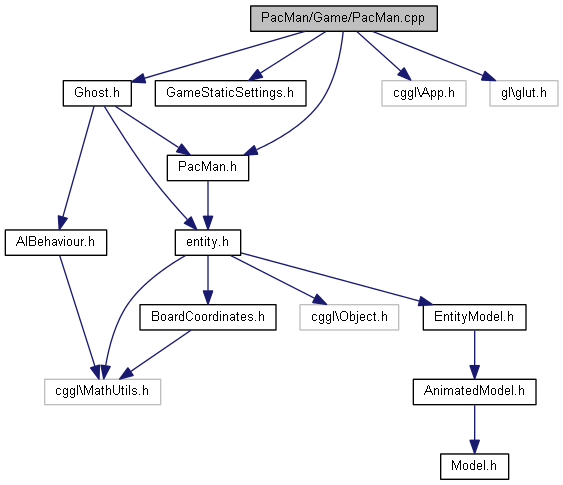 PacMan/Game/PacMan.cpp
Ghost.h
GameStaticSettings.h
cggl\App.h
gl\glut.h
PacMan.h
AIBehaviour.h
entity.h
BoardCoordinates.h
cggl\Object.h
EntityModel.h
cggl\MathUtils.h
AnimatedModel.h
Model.h